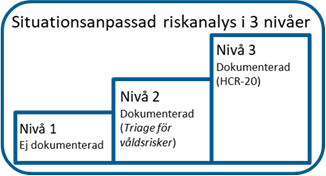 Situationsanpassad riskanalys i 3 nivåer
Nivå 1
Ej dokumenterad
Nivå 2
Dokumenterad
(Triage för
våldsrisker)
Nivå 3
Dokumenterad
(HCR-20)